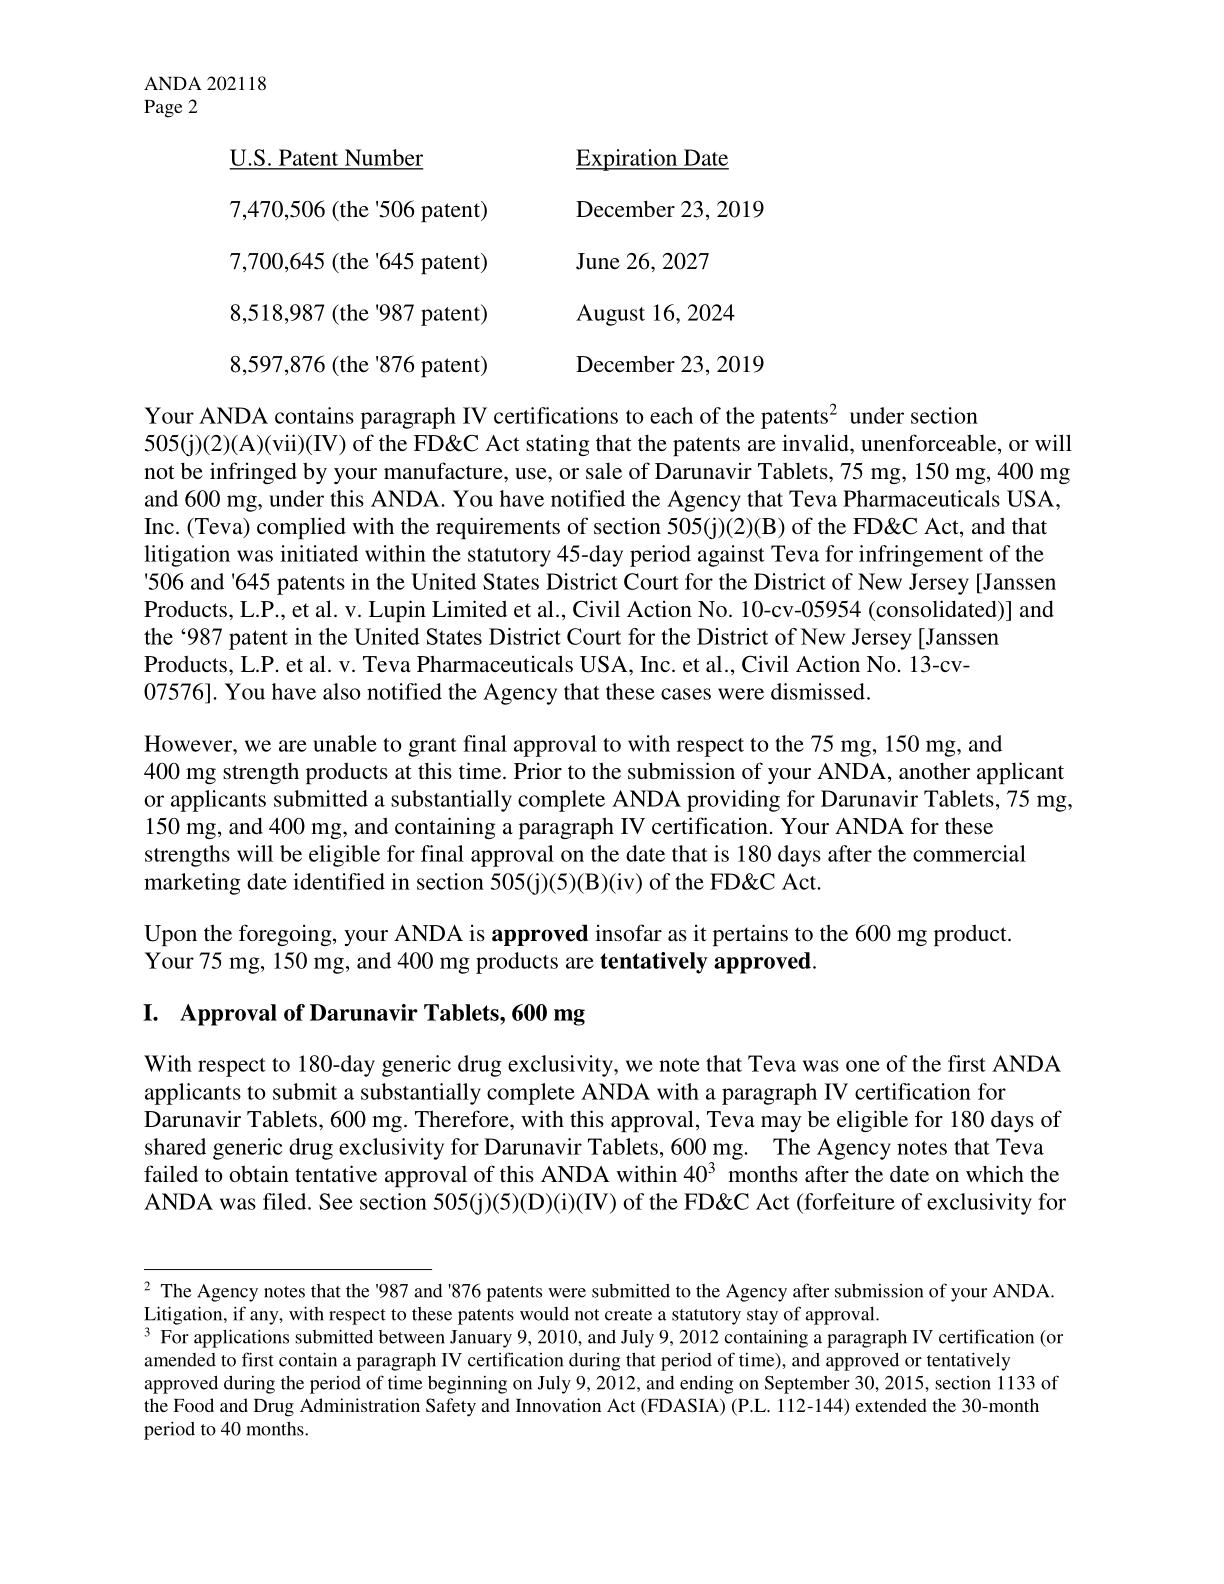 ANDA 202118
Page 2
U.S. Patent Number Expiration Date
7,470,506 (the '506 patent) December 23, 2019
7,700,645 (the '645 patent) June 26, 2027
8,518,987 (the '987 patent) August 16, 2024
8,597,876 (the '876 patent) December 23, 2019
Your ANDA contains paragraph IV certifications to each of the patents2 under section
505(j)(2)(A)(vii)(IV) of the FD&C Act stating that the patents are invalid, unenforceable, or will
not be infringed by your manufacture, use, or sale of Darunavir Tablets, 75 mg, 150 mg, 400 mg
and 600 mg, under this ANDA. You have notified the Agency that Teva Pharmaceuticals USA,
Inc. (Teva) complied with the requirements of section 505(j)(2)(B) of the FD&C Act, and that
litigation was initiated within the statutory 45-day period against Teva for infringement of the
'506 and '645 patents in the United States District Court for the District of New Jersey [Janssen
Products, L.P., et al. v. Lupin Limited et al., Civil Action No. 10-cv-05954 (consolidated)] and
the ‘987 patent in the United States District Court for the District of New Jersey [Janssen
Products, L.P. et al. v. Teva Pharmaceuticals USA, Inc. et al., Civil Action No. 13-cv-
07576]. You have also notified the Agency that these cases were dismissed.
However, we are unable to grant final approval to with respect to the 75 mg, 150 mg, and
400 mg strength products at this time. Prior to the submission of your ANDA, another applicant
or applicants submitted a substantially complete ANDA providing for Darunavir Tablets, 75 mg,
150 mg, and 400 mg, and containing a paragraph IV certification. Your ANDA for these
strengths will be eligible for final approval on the date that is 180 days after the commercial
marketing date identified in section 505(j)(5)(B)(iv) of the FD&C Act.
Upon the foregoing, your ANDA is approved insofar as it pertains to the 600 mg product.
Your 75 mg, 150 mg, and 400 mg products are tentatively approved.
I. Approval of Darunavir Tablets, 600 mg
With respect to 180-day generic drug exclusivity, we note that Teva was one of the first ANDA
applicants to submit a substantially complete ANDA with a paragraph IV certification for
Darunavir Tablets, 600 mg. Therefore, with this approval, Teva may be eligible for 180 days of
shared generic drug exclusivity for Darunavir Tablets, 600 mg. The Agency notes that Teva
failed to obtain tentative approval of this ANDA within 403 months after the date on which the
ANDA was filed. See section 505(j)(5)(D)(i)(IV) of the FD&C Act (forfeiture of exclusivity for
2 The Agency notes that the '987 and '876 patents were submitted to the Agency after submission of your ANDA.
Litigation, if any, with respect to these patents would not create a statutory stay of approval.
3 For applications submitted between January 9, 2010, and July 9, 2012 containing a paragraph IV certification (or
amended to first contain a paragraph IV certification during that period of time), and approved or tentatively
approved during the period of time beginning on July 9, 2012, and ending on September 30, 2015, section 1133 of
the Food and Drug Administration Safety and Innovation Act (FDASIA) (P.L. 112-144) extended the 30-month
period to 40 months.